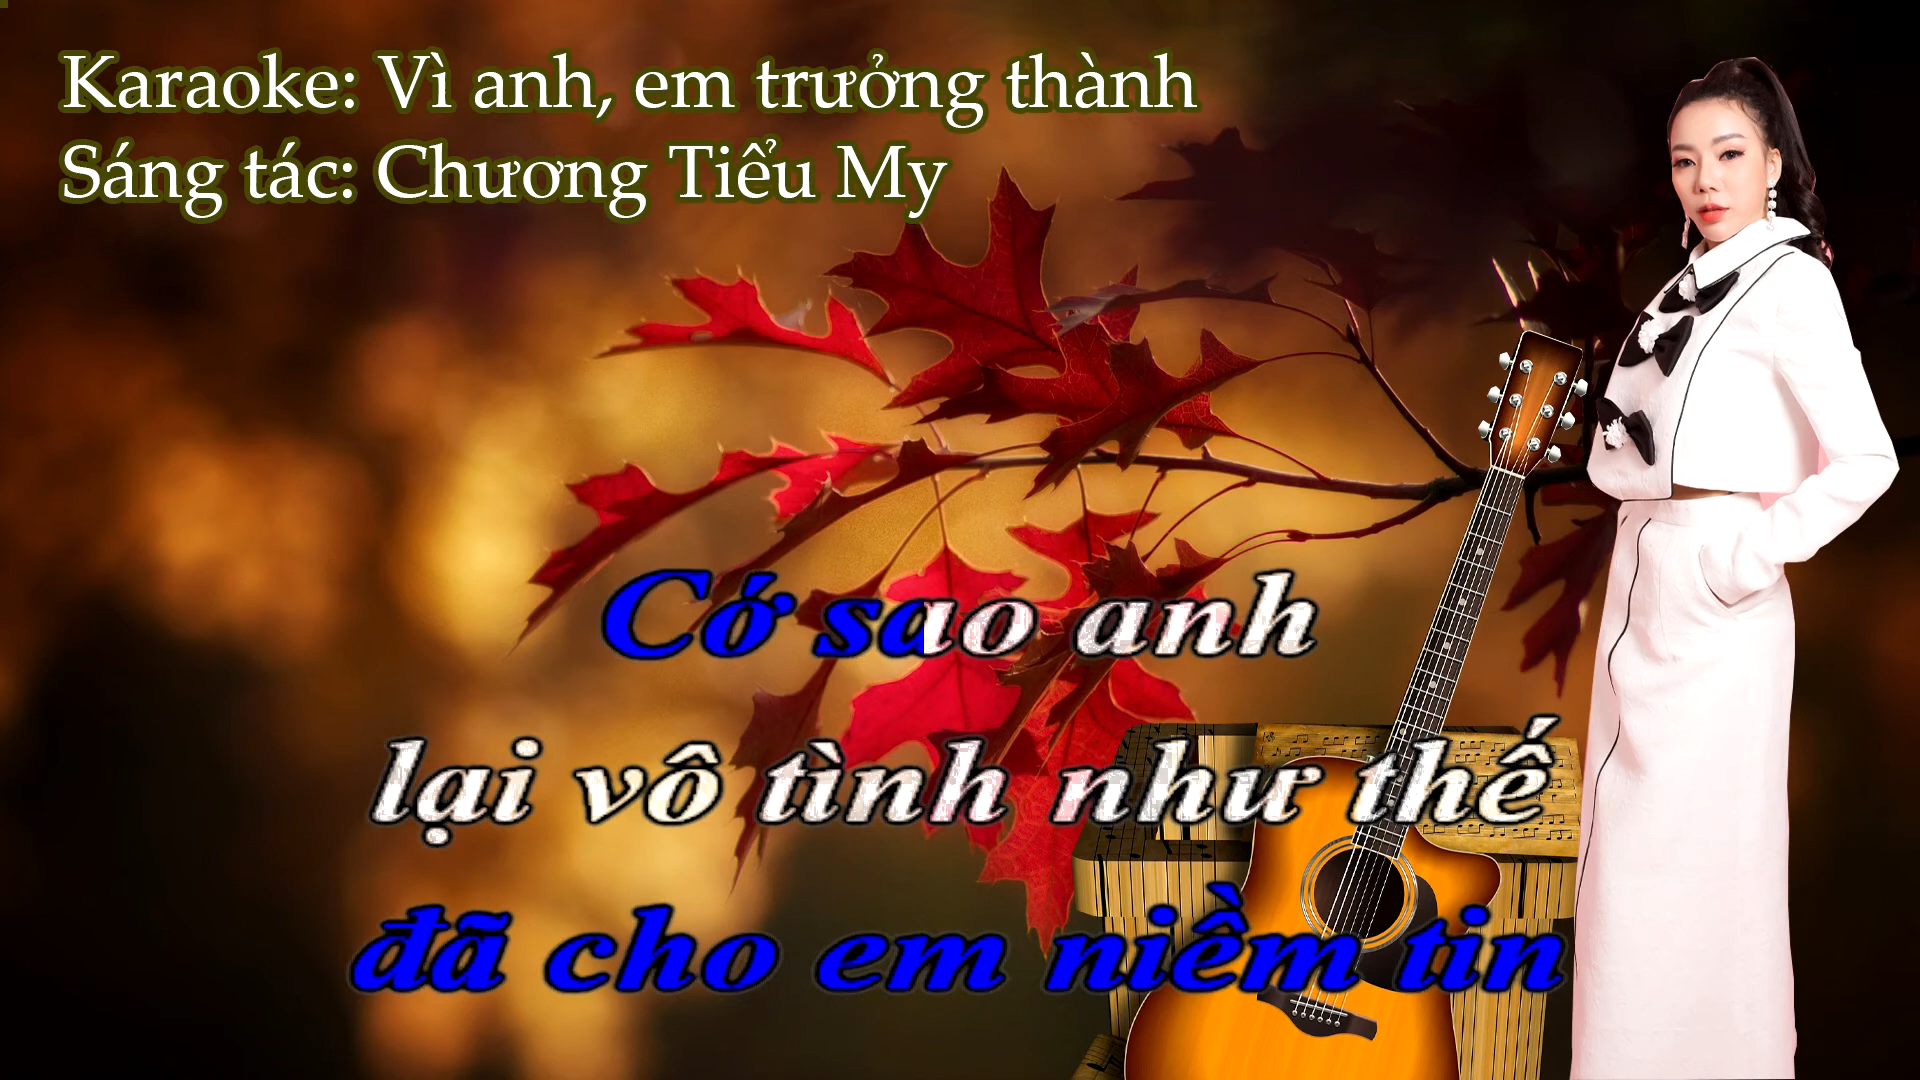 Karaoke: Vì anh, em trưởng thành
Sáng tác: Chương Tiểu My
Cớ sao anh
lại vô tình như thế
đã cho em niềm tin